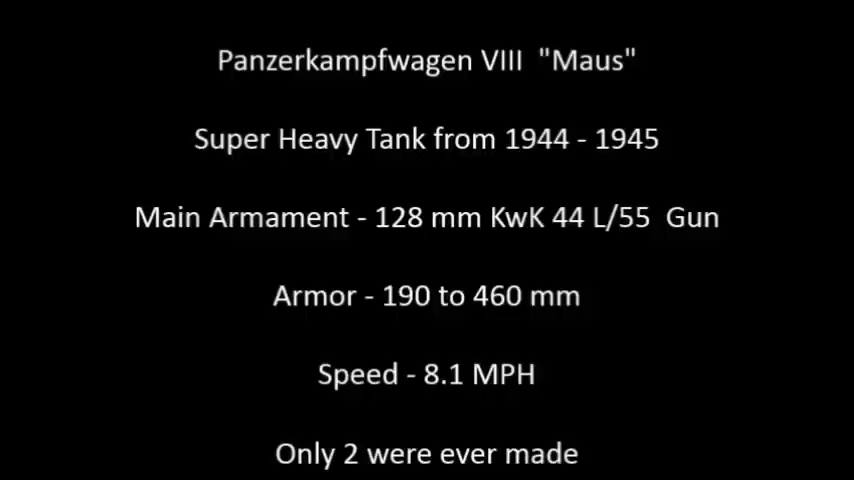 Panzerkampfwagen VIII "Maus"
Super Heavy Tank from 1944 - 1945
Main Armament - 128 mm KwK 44 L/55 Gun
Armor - 190 to 460 mm
Speed - 8.1 MPH
Only 2 were ever made